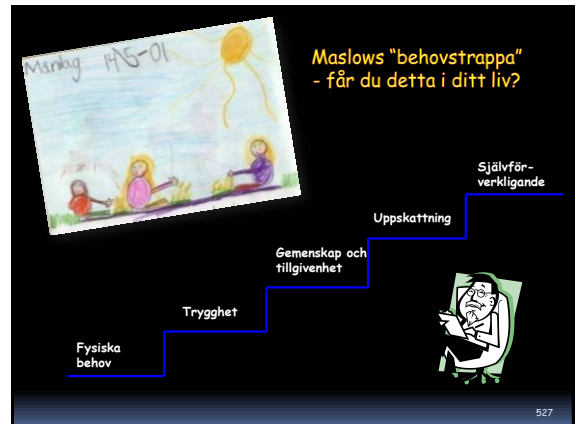 Måndag 14/5-01
Maslows "behovstrappa"
- får du detta i ditt liv?
Självför-
verkligande
Uppskattning
Gemenskap och
tillgivenhet
Trygghet
Fysiska
behov
527